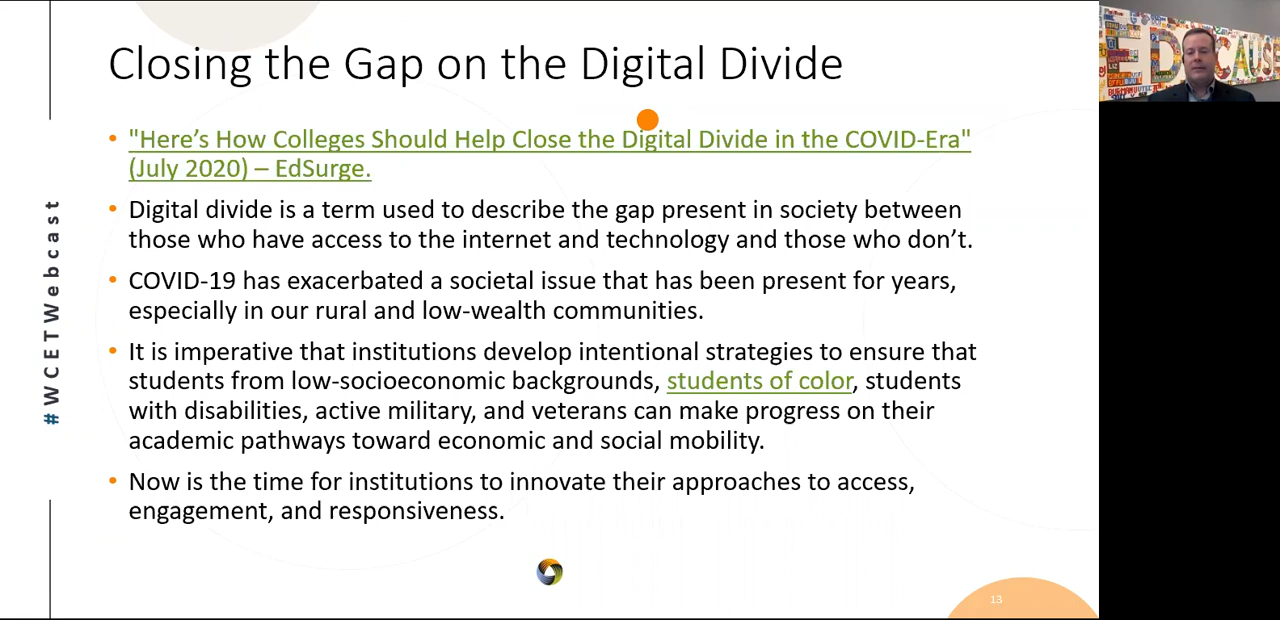 Closing the Gap on the Digital Divide
• "Here’s How Colleges Should Help Close the Digital Divide in the COVID-Era"
(July 2020) – EdSurge.
• Digital divide is a term used to describe the gap present in society between
those who have access to the internet and technology and those who don’t.
• COVID-19 has exacerbated a societal issue that has been present for years,
especially in our rural and low-wealth communities.
• It is imperative that institutions develop intentional strategies to ensure that
students from low-socioeconomic backgrounds, students of color, students
with disabilities, active military, and veterans can make progress on their
academic pathways toward economic and social mobility.
• Now is the time for institutions to innovate their approaches to access,
engagement, and responsiveness.
#WCETWebcast
13